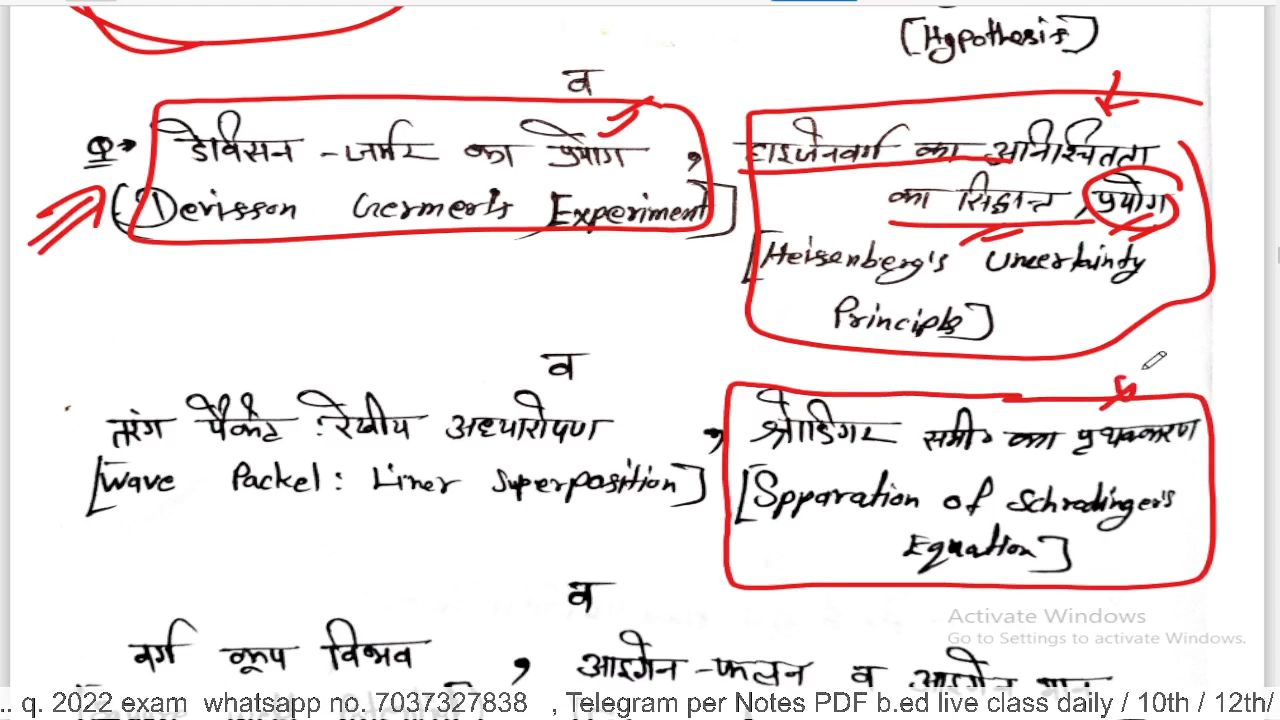 [Hypothesis]
व
Q→ डेविसन - जर्मर का प्रयोग , हाइजेनवर्ग का अनिश्चितता
का सिद्धान्त , प्रयोग
[Devisson Germer's Experiment]
[Heisenberg's Uncertainty
Principle]
व
तरंग पैकेट : रेखीय अध्यारोपण , श्रोडिंगर समी० का पृथक्करण
[Wave Packel: Liner Superposition] [Spparation of Schrodinger's
Equation]
व
वर्ग कूप विभव , आइगेन - फलन व आइगेन मान
Activate Windows
Go to Settings to activate Windows.
.. q. 2022 exam whatsapp no. 7037327838 , Telegram per Notes PDF b.ed live class daily / 10th / 12th/